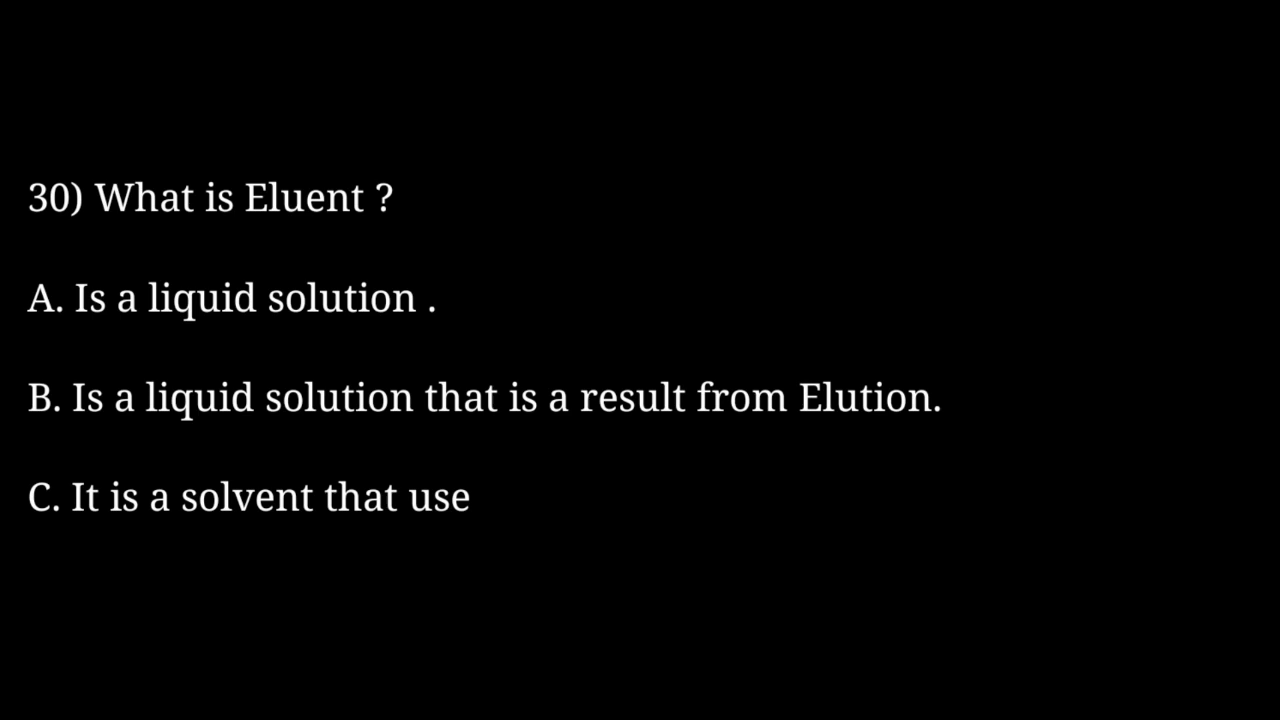 30) What is Eluent ?
A. Is a liquid solution .
B. Is a liquid solution that is a result from Elution.
C. It is a solvent that use